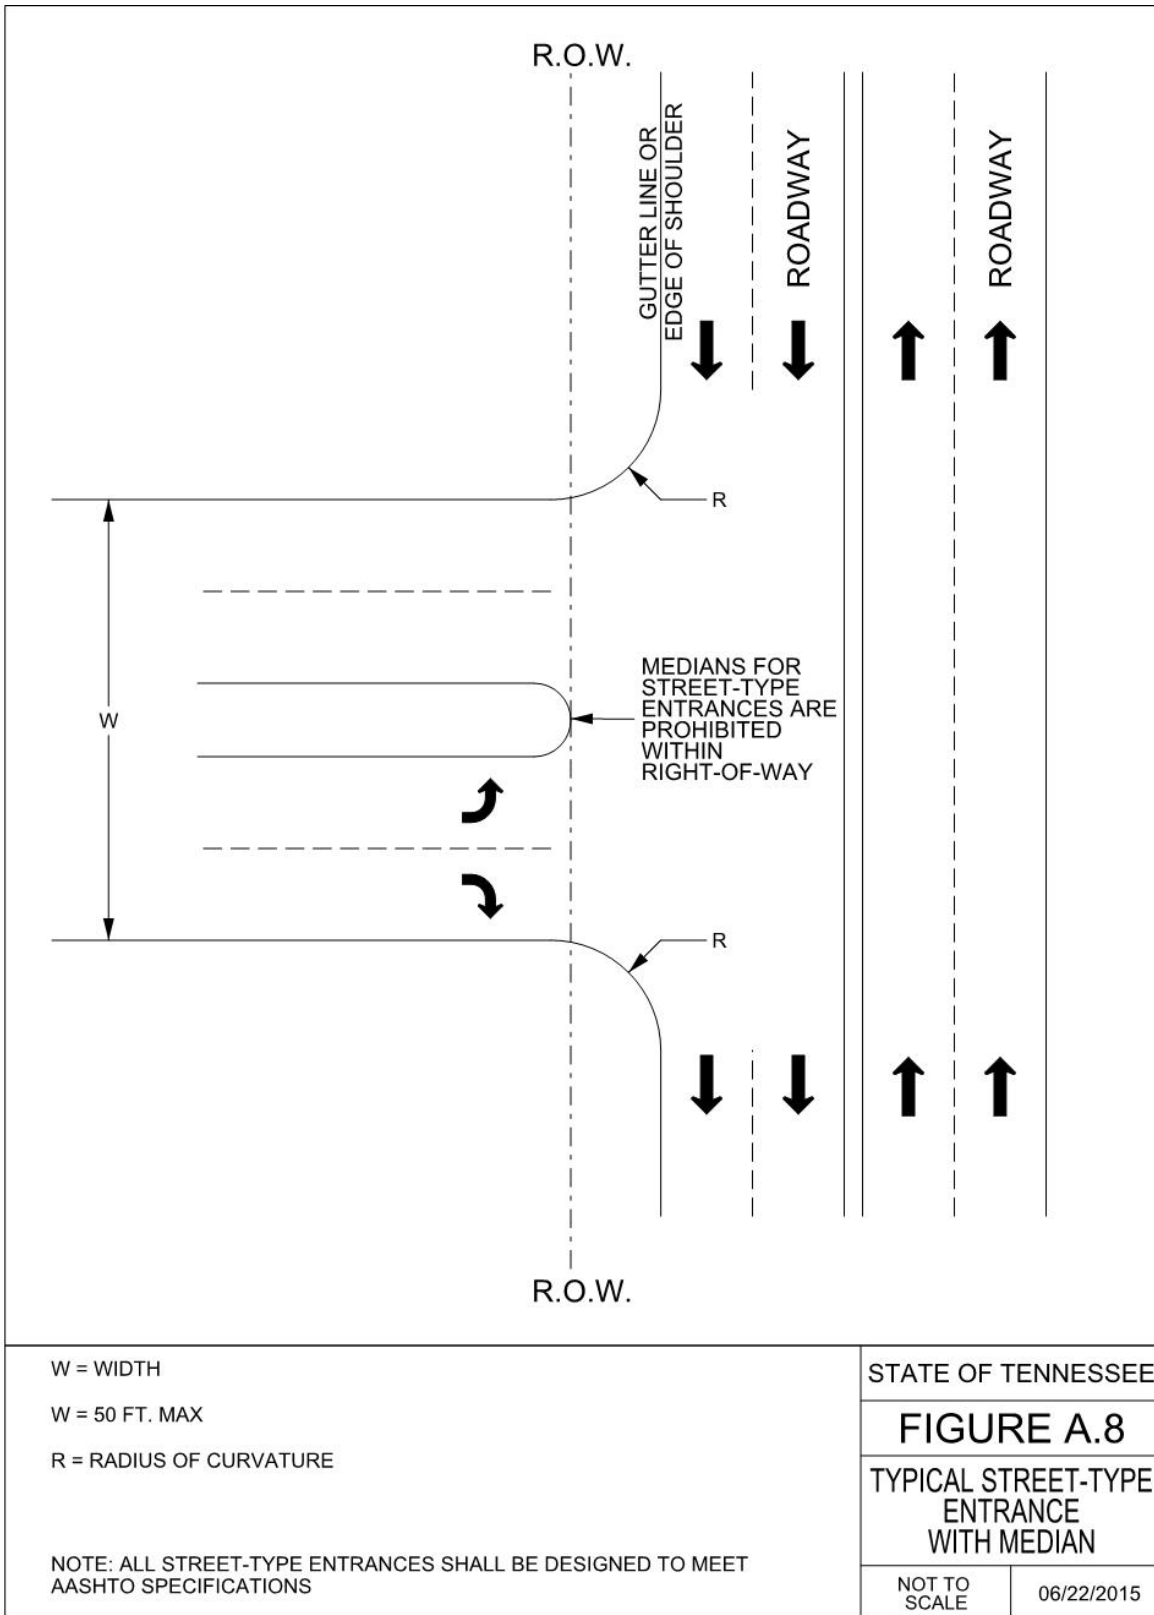 R.O.W.
GUTTER LINE OR
EDGE OF SHOULDER
ROADWAY
ROADWAY
R
W
MEDIANS FOR
STREET-TYPE
ENTRANCES ARE
PROHIBITED
WITHIN
RIGHT-OF-WAY
R
R.O.W.
W = WIDTH
W = 50 FT. MAX
R = RADIUS OF CURVATURE
NOTE: ALL STREET-TYPE ENTRANCES SHALL BE DESIGNED TO MEET
AASHTO SPECIFICATIONS
STATE OF TENNESSEE
FIGURE A.8
TYPICAL STREET-TYPE
ENTRANCE
WITH MEDIAN
NOT TO
SCALE
06/22/2015